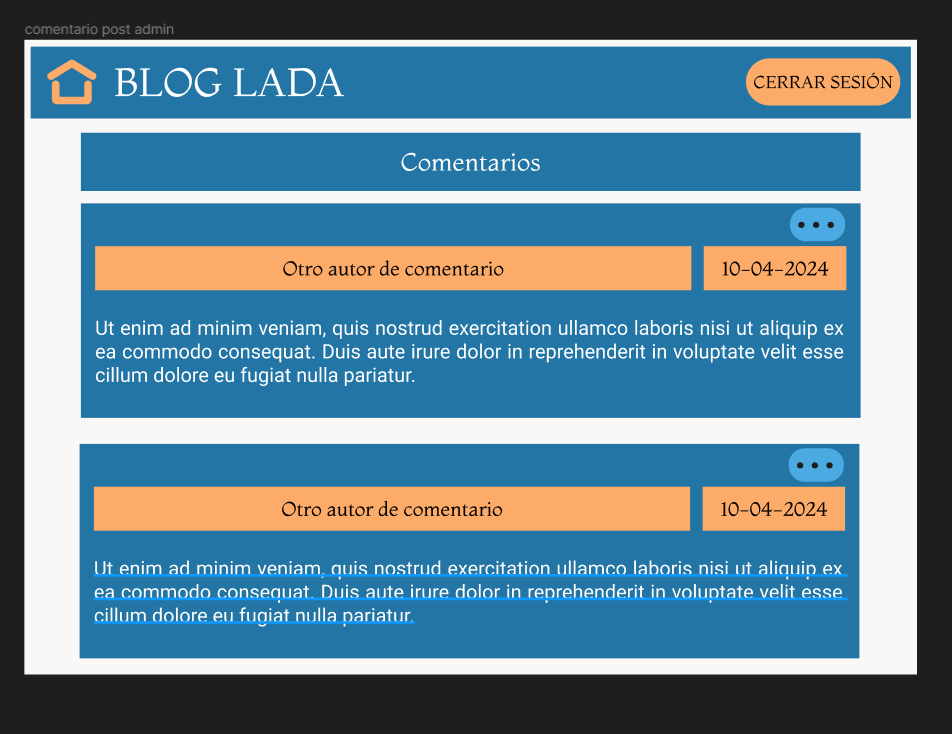 comentario post admin
BLOG LADA
CERRAR SESIÓN
Comentarios
Otro autor de comentario
10-04-2024
Ut enim ad minim veniam, quis nostrud exercitation ullamco laboris nisi ut aliquip ex
ea commodo consequat. Duis aute irure dolor in reprehenderit in voluptate velit esse
cillum dolore eu fugiat nulla pariatur.
Otro autor de comentario
10-04-2024
Ut enim ad minim veniam, quis nostrud exercitation ullamco laboris nisi ut aliquip ex
ea commodo consequat. Duis aute irure dolor in reprehenderit in voluptate velit esse
cillum dolore eu fugiat nulla pariatur.